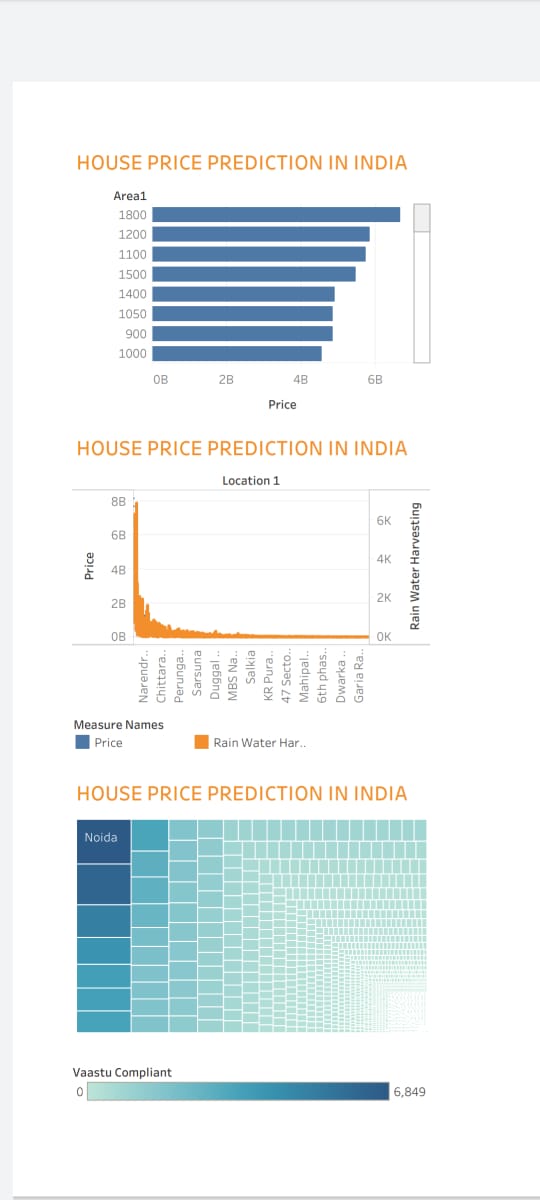 HOUSE PRICE PREDICTION IN INDIA
Area1
1800
1200
1100
1500
1400
1050
900
1000
0B 2B 4B 6B
Price
HOUSE PRICE PREDICTION IN INDIA
Location 1
8B
6B
4B
2B
0B
Price
6K
4K
2K
0K
Rain Water Harvesting
Narendr..
Chittara..
Perunga..
Sarsuna
Duggal ..
MBS Na..
Salkia
KR Pura..
47 Secto..
Mahipal..
6th phas..
Dwarka ..
Garia Ra..
Measure Names
Price Rain Water Har..
HOUSE PRICE PREDICTION IN INDIA
Noida
Vaastu Compliant
0 6,849